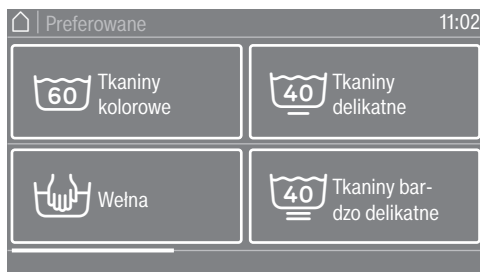 Preferowane 11:02
60 Tkaniny
kolorowe
40 Tkaniny
delikatne
Wełna
40 Tkaniny bar-
dzo delikatne